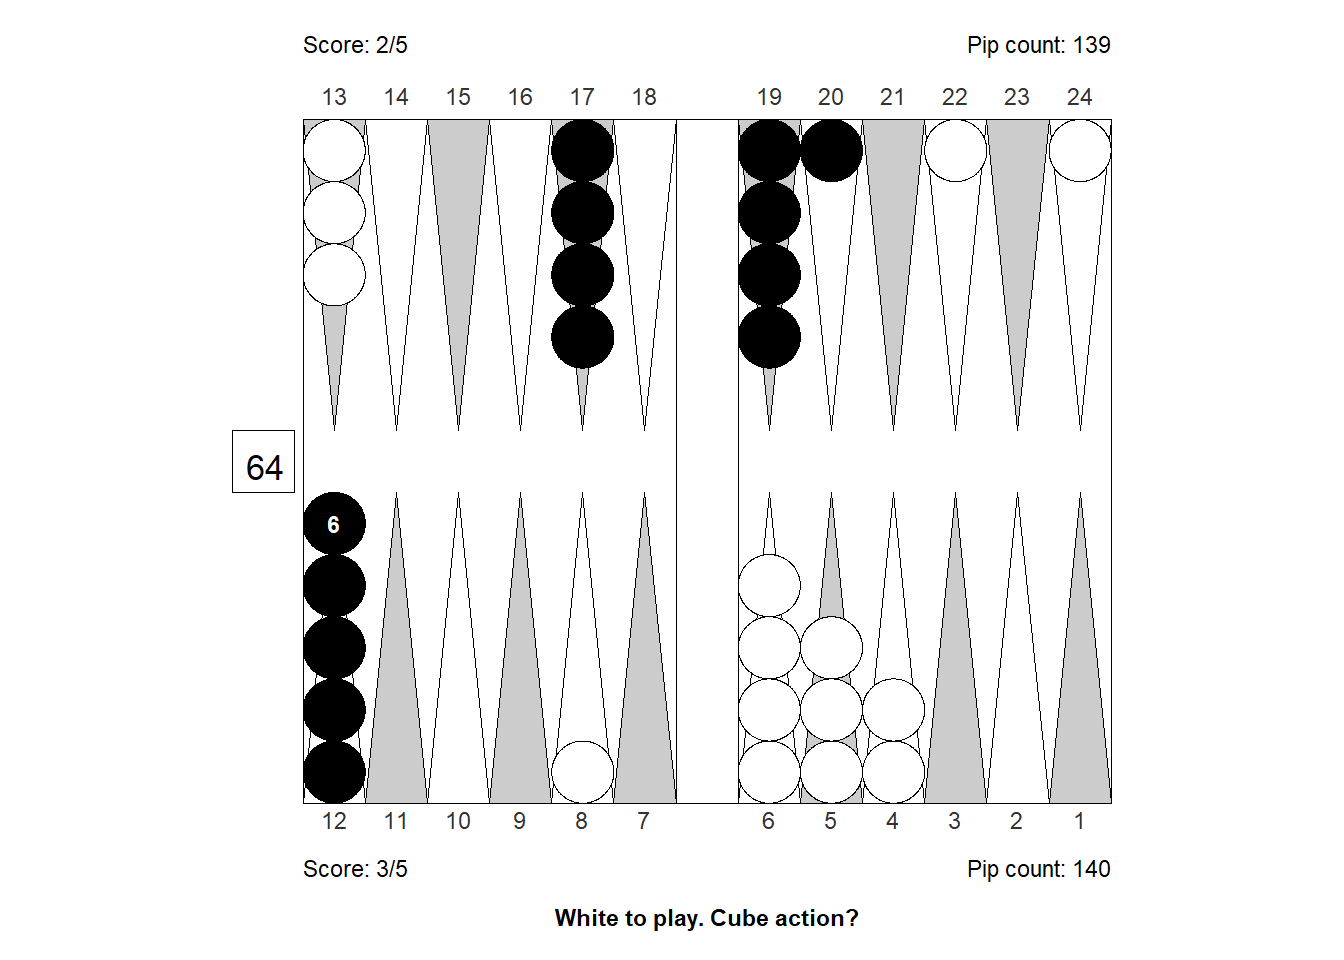 Score: 2/5 Pip count: 139
13 14 15 16 17 18 19 20 21 22 23 24
64
6
12 11 10 9 8 7 6 5 4 3 2 1
Score: 3/5 Pip count: 140
White to play. Cube action?